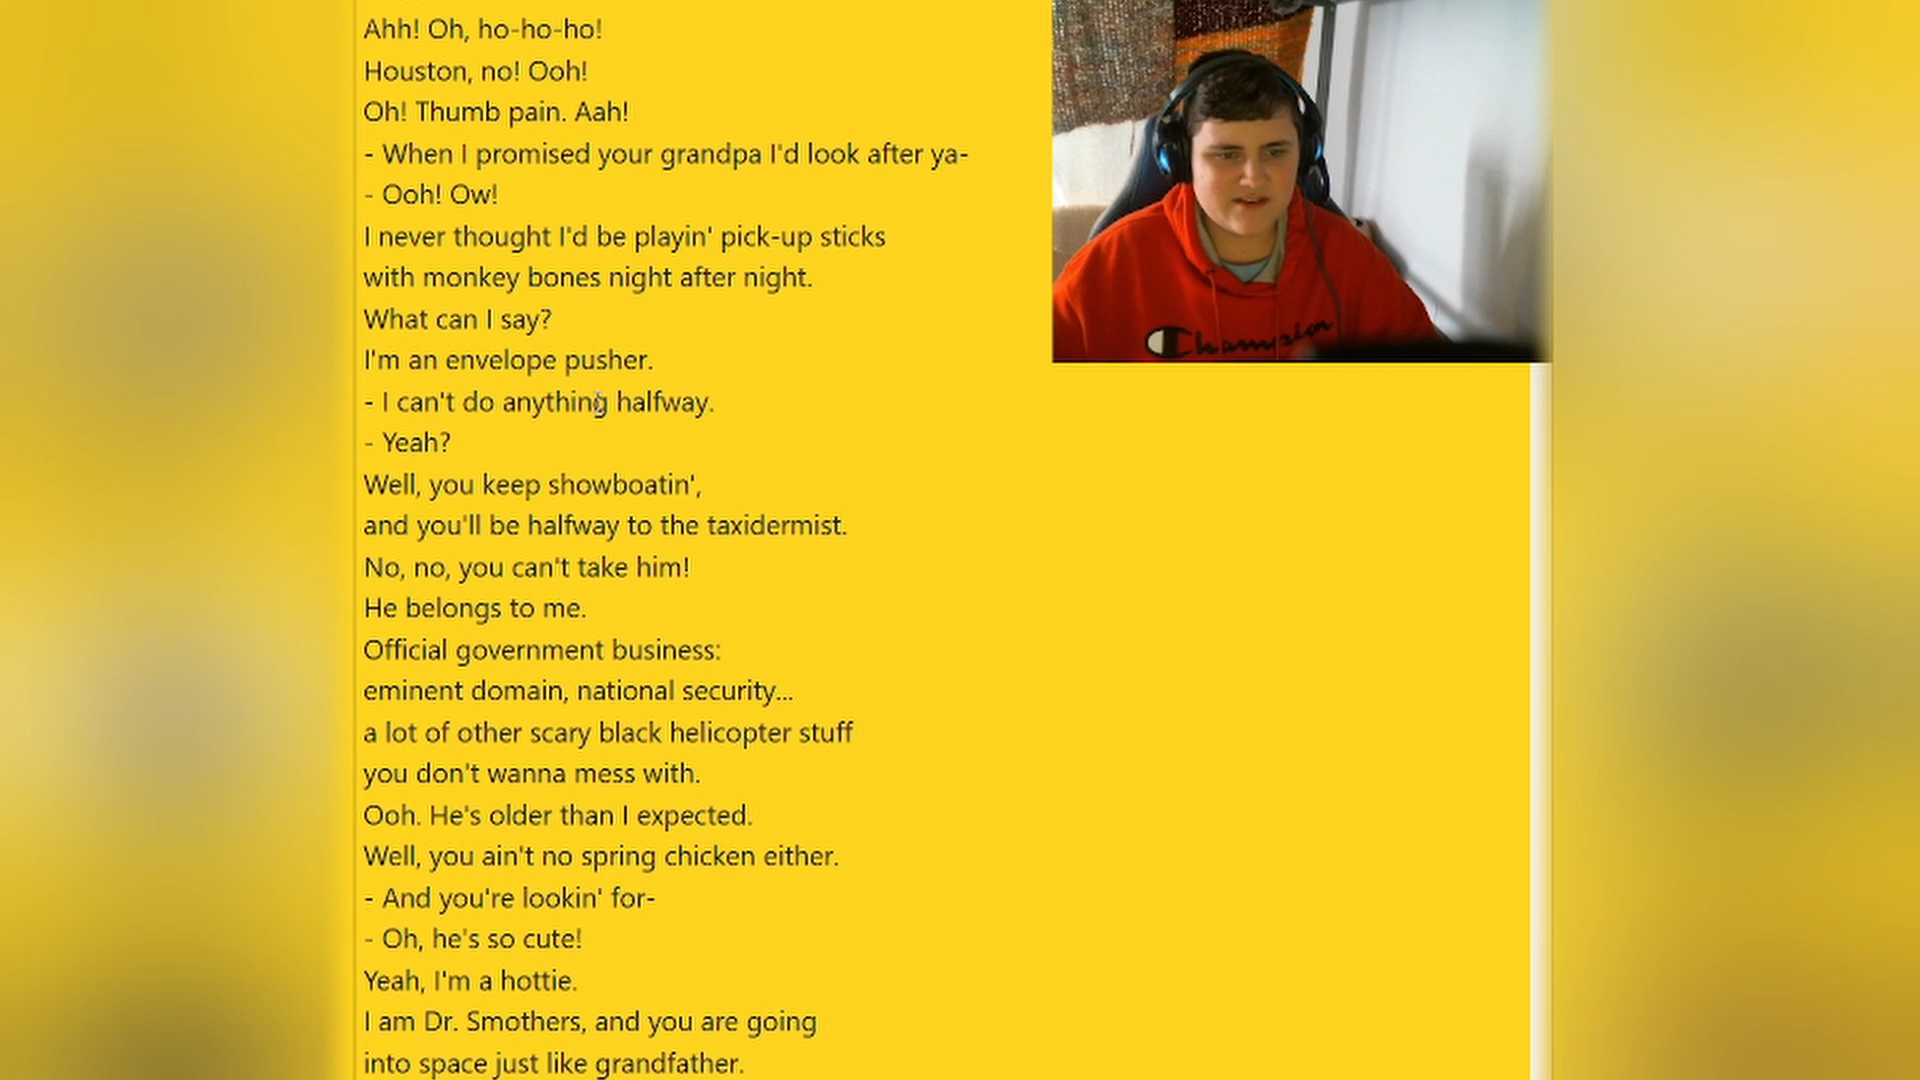 Ahh! Oh, ho-ho-ho!
Houston, no! Ooh!
Oh! Thumb pain. Aah!
- When I promised your grandpa I'd look after ya-
- Ooh! Ow!
I never thought I'd be playin' pick-up sticks
with monkey bones night after night.
What can I say?
I'm an envelope pusher.
- I can't do anything halfway.
- Yeah?
Well, you keep showboatin',
and you'll be halfway to the taxidermist.
No, no, you can't take him!
He belongs to me.
Official government business:
eminent domain, national security...
a lot of other scary black helicopter stuff
you don't wanna mess with.
Ooh. He's older than I expected.
Well, you ain't no spring chicken either.
- And you're lookin' for-
- Oh, he's so cute!
Yeah, I'm a hottie.
I am Dr. Smothers, and you are going
into space just like grandfather.
Champion